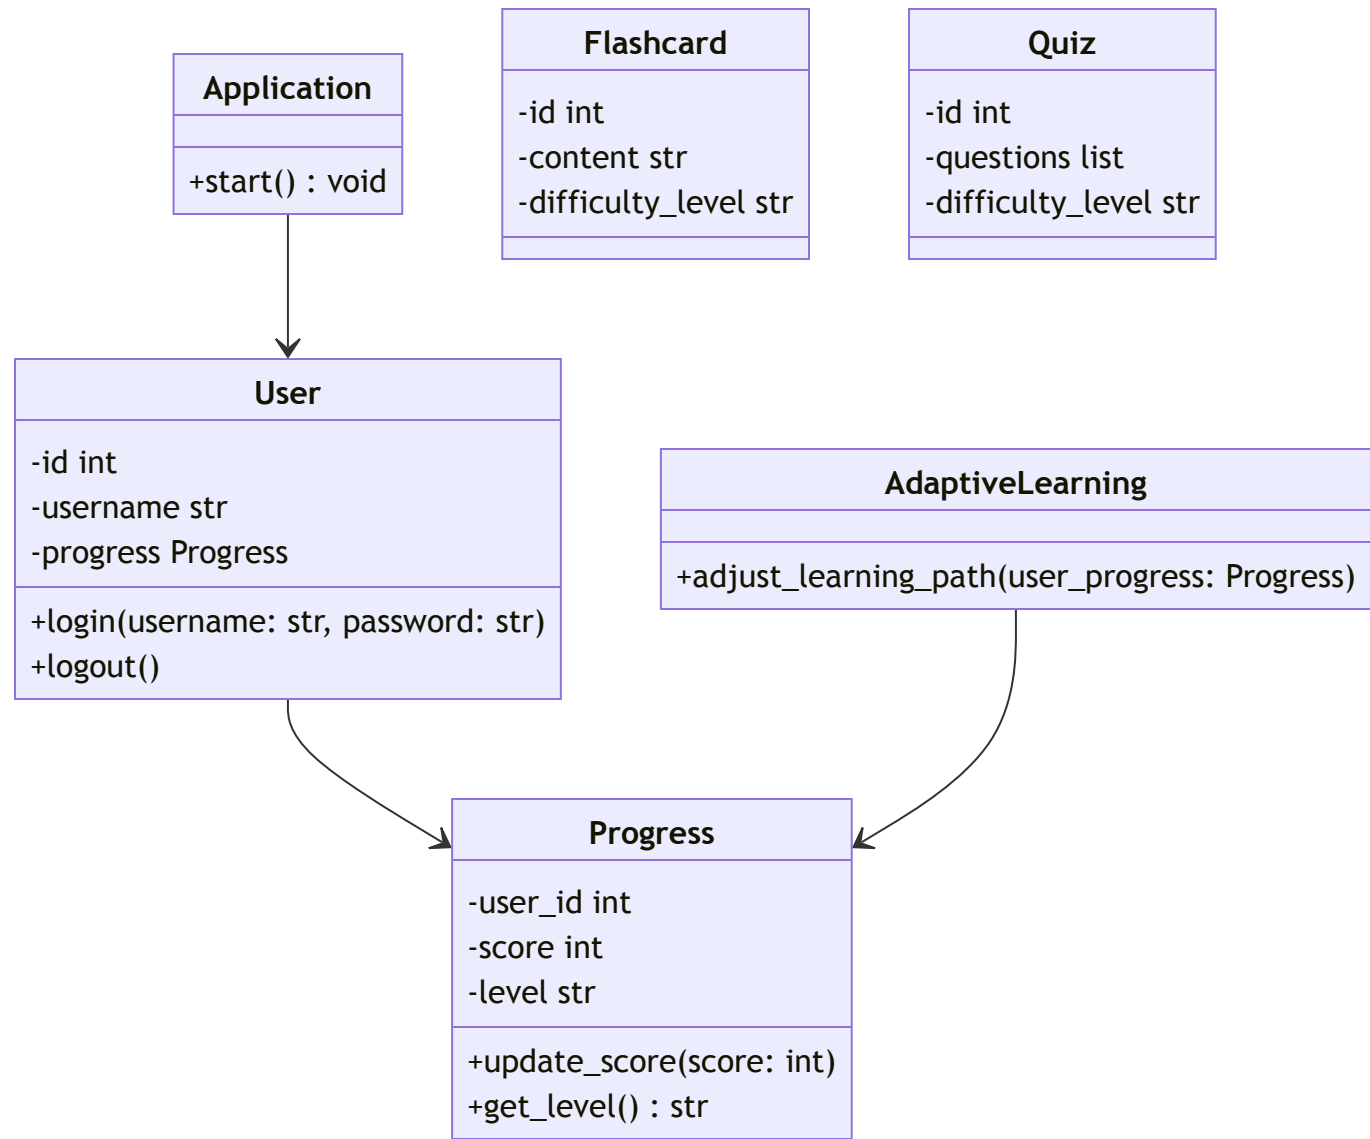 Application
+start() : void
Flashcard
-id int
-content str
-difficulty_level str
Quiz
-id int
-questions list
-difficulty_level str
User
-id int
-username str
-progress Progress
+login(username: str, password: str)
+logout()
AdaptiveLearning
+adjust_learning_path(user_progress: Progress)
Progress
-user_id int
-score int
-level str
+update_score(score: int)
+get_level() : str